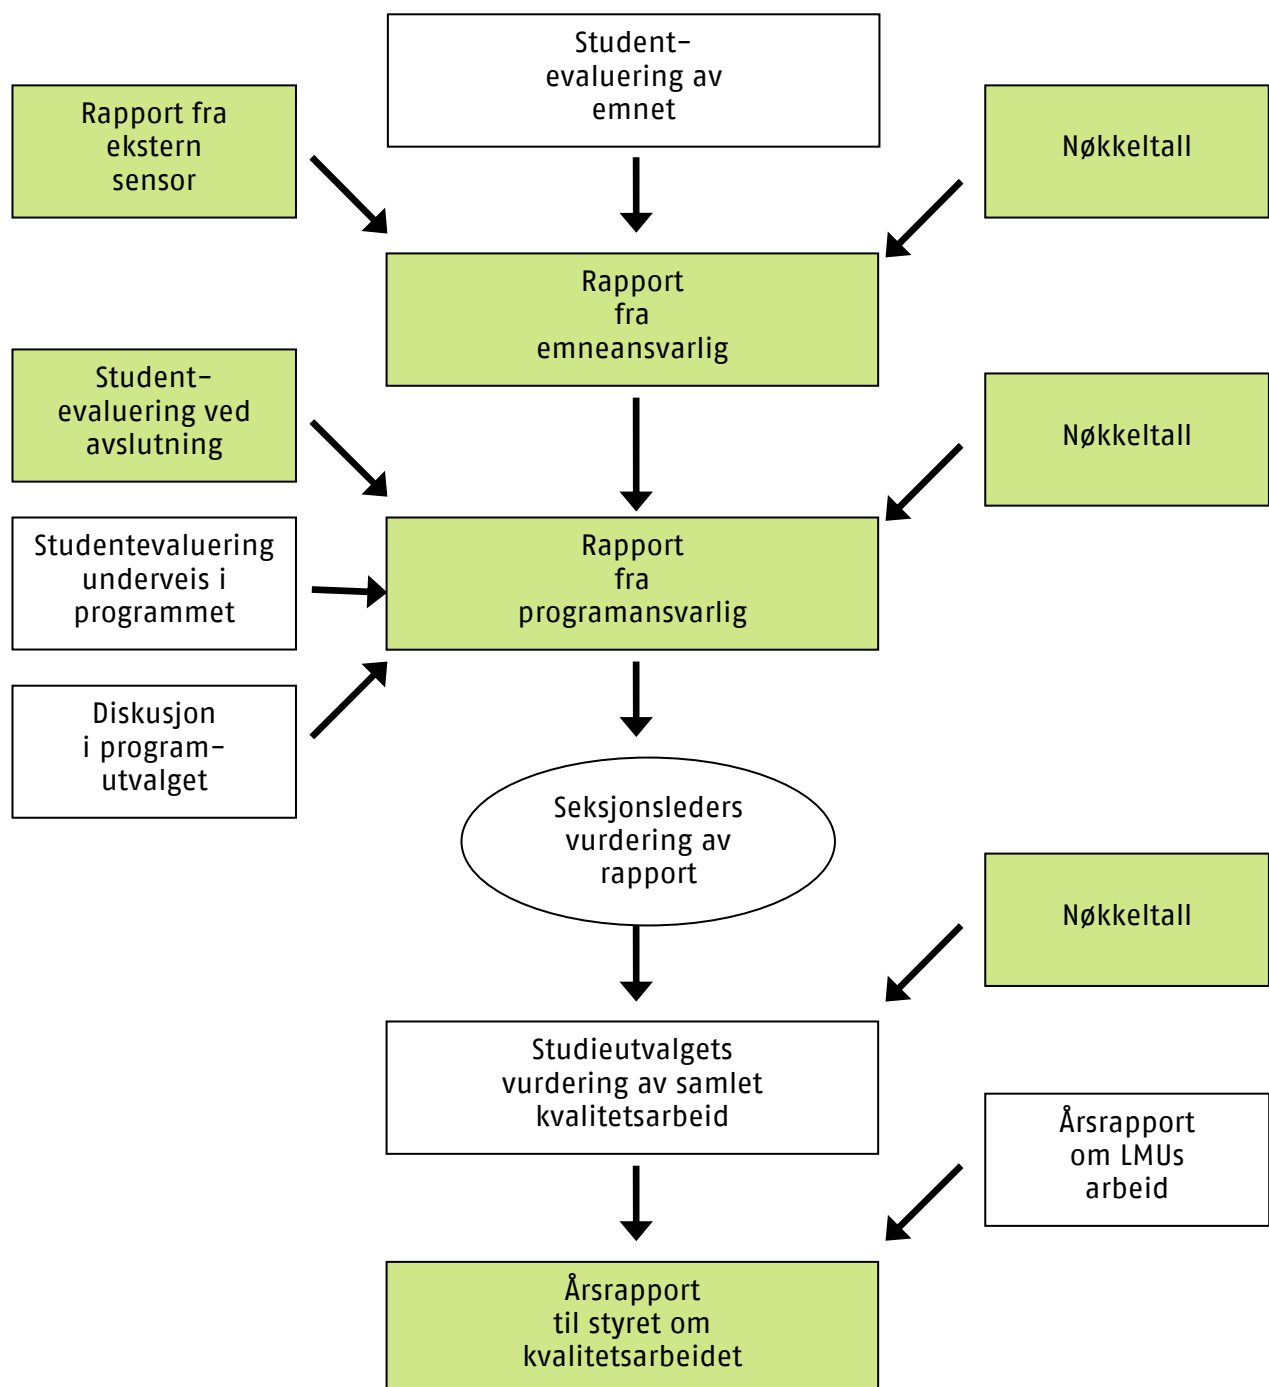 Student-
evaluering av
emnet
Rapport fra
ekstern
sensor
Nøkkeltall
Rapport
fra
emneansvarlig
Student-
evaluering ved
avslutning
Nøkkeltall
Studentevaluering
underveis i
programmet
Rapport
fra
programansvarlig
Diskusjon
i program-
utvalget
Seksjonsleders
vurdering av
rapport
Nøkkeltall
Studieutvalgets
vurdering av samlet
kvalitetsarbeid
Årsrapport
om LMUs
arbeid
Årsrapport
til styret om
kvalitetsarbeidet